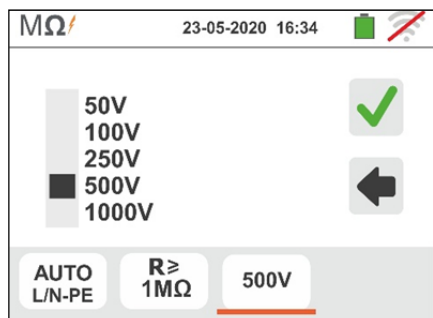 MΩ 23-05-2020 16:34
50V
100V
250V
500V
1000V
AUTO
L/N-PE
R≥
1MΩ
500V